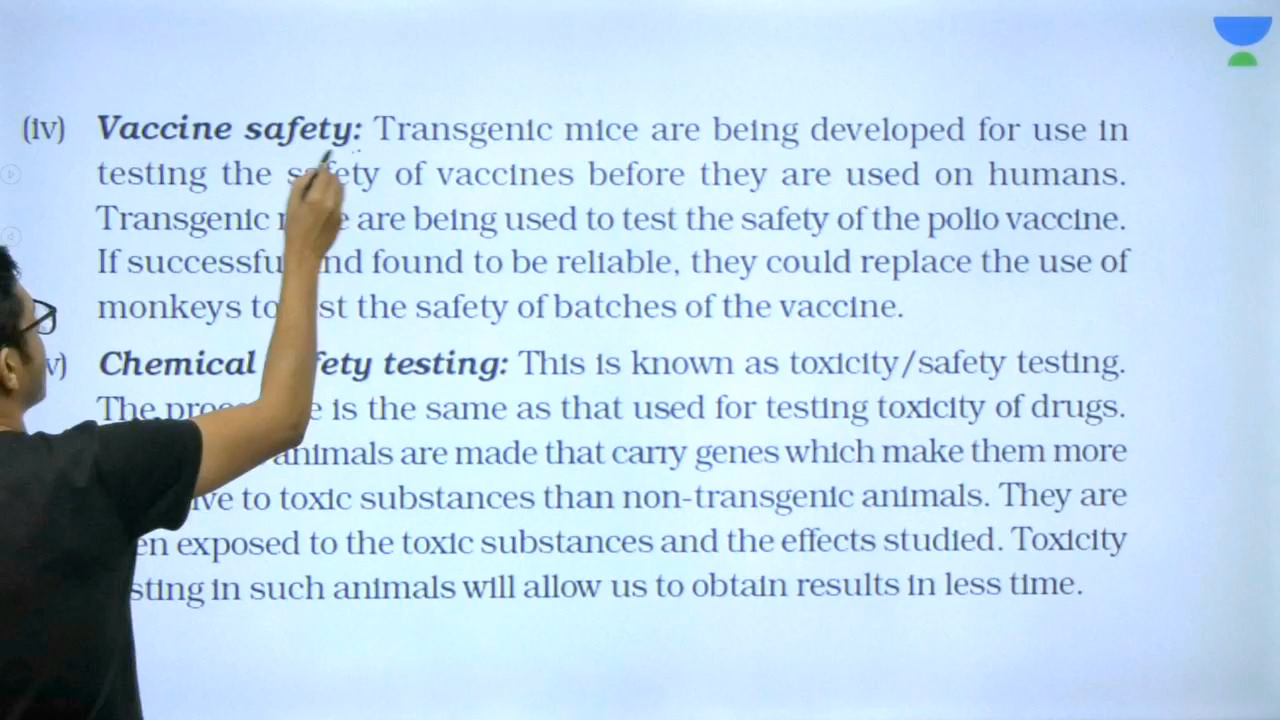 (iv) Vaccine safety: Transgenic mice are being developed for use in
testing the safety of vaccines before they are used on humans.
Transgenic are being used to test the safety of the polio vaccine.
If successful and found to be reliable, they could replace the use of
monkeys to test the safety of batches of the vaccine.
v) Chemical safety testing: This is known as toxicity/safety testing.
The procedure is the same as that used for testing toxicity of drugs.
animals are made that carry genes which make them more
to toxic substances than non-transgenic animals. They are
exposed to the toxic substances and the effects studied. Toxicity
testing in such animals will allow us to obtain results in less time.